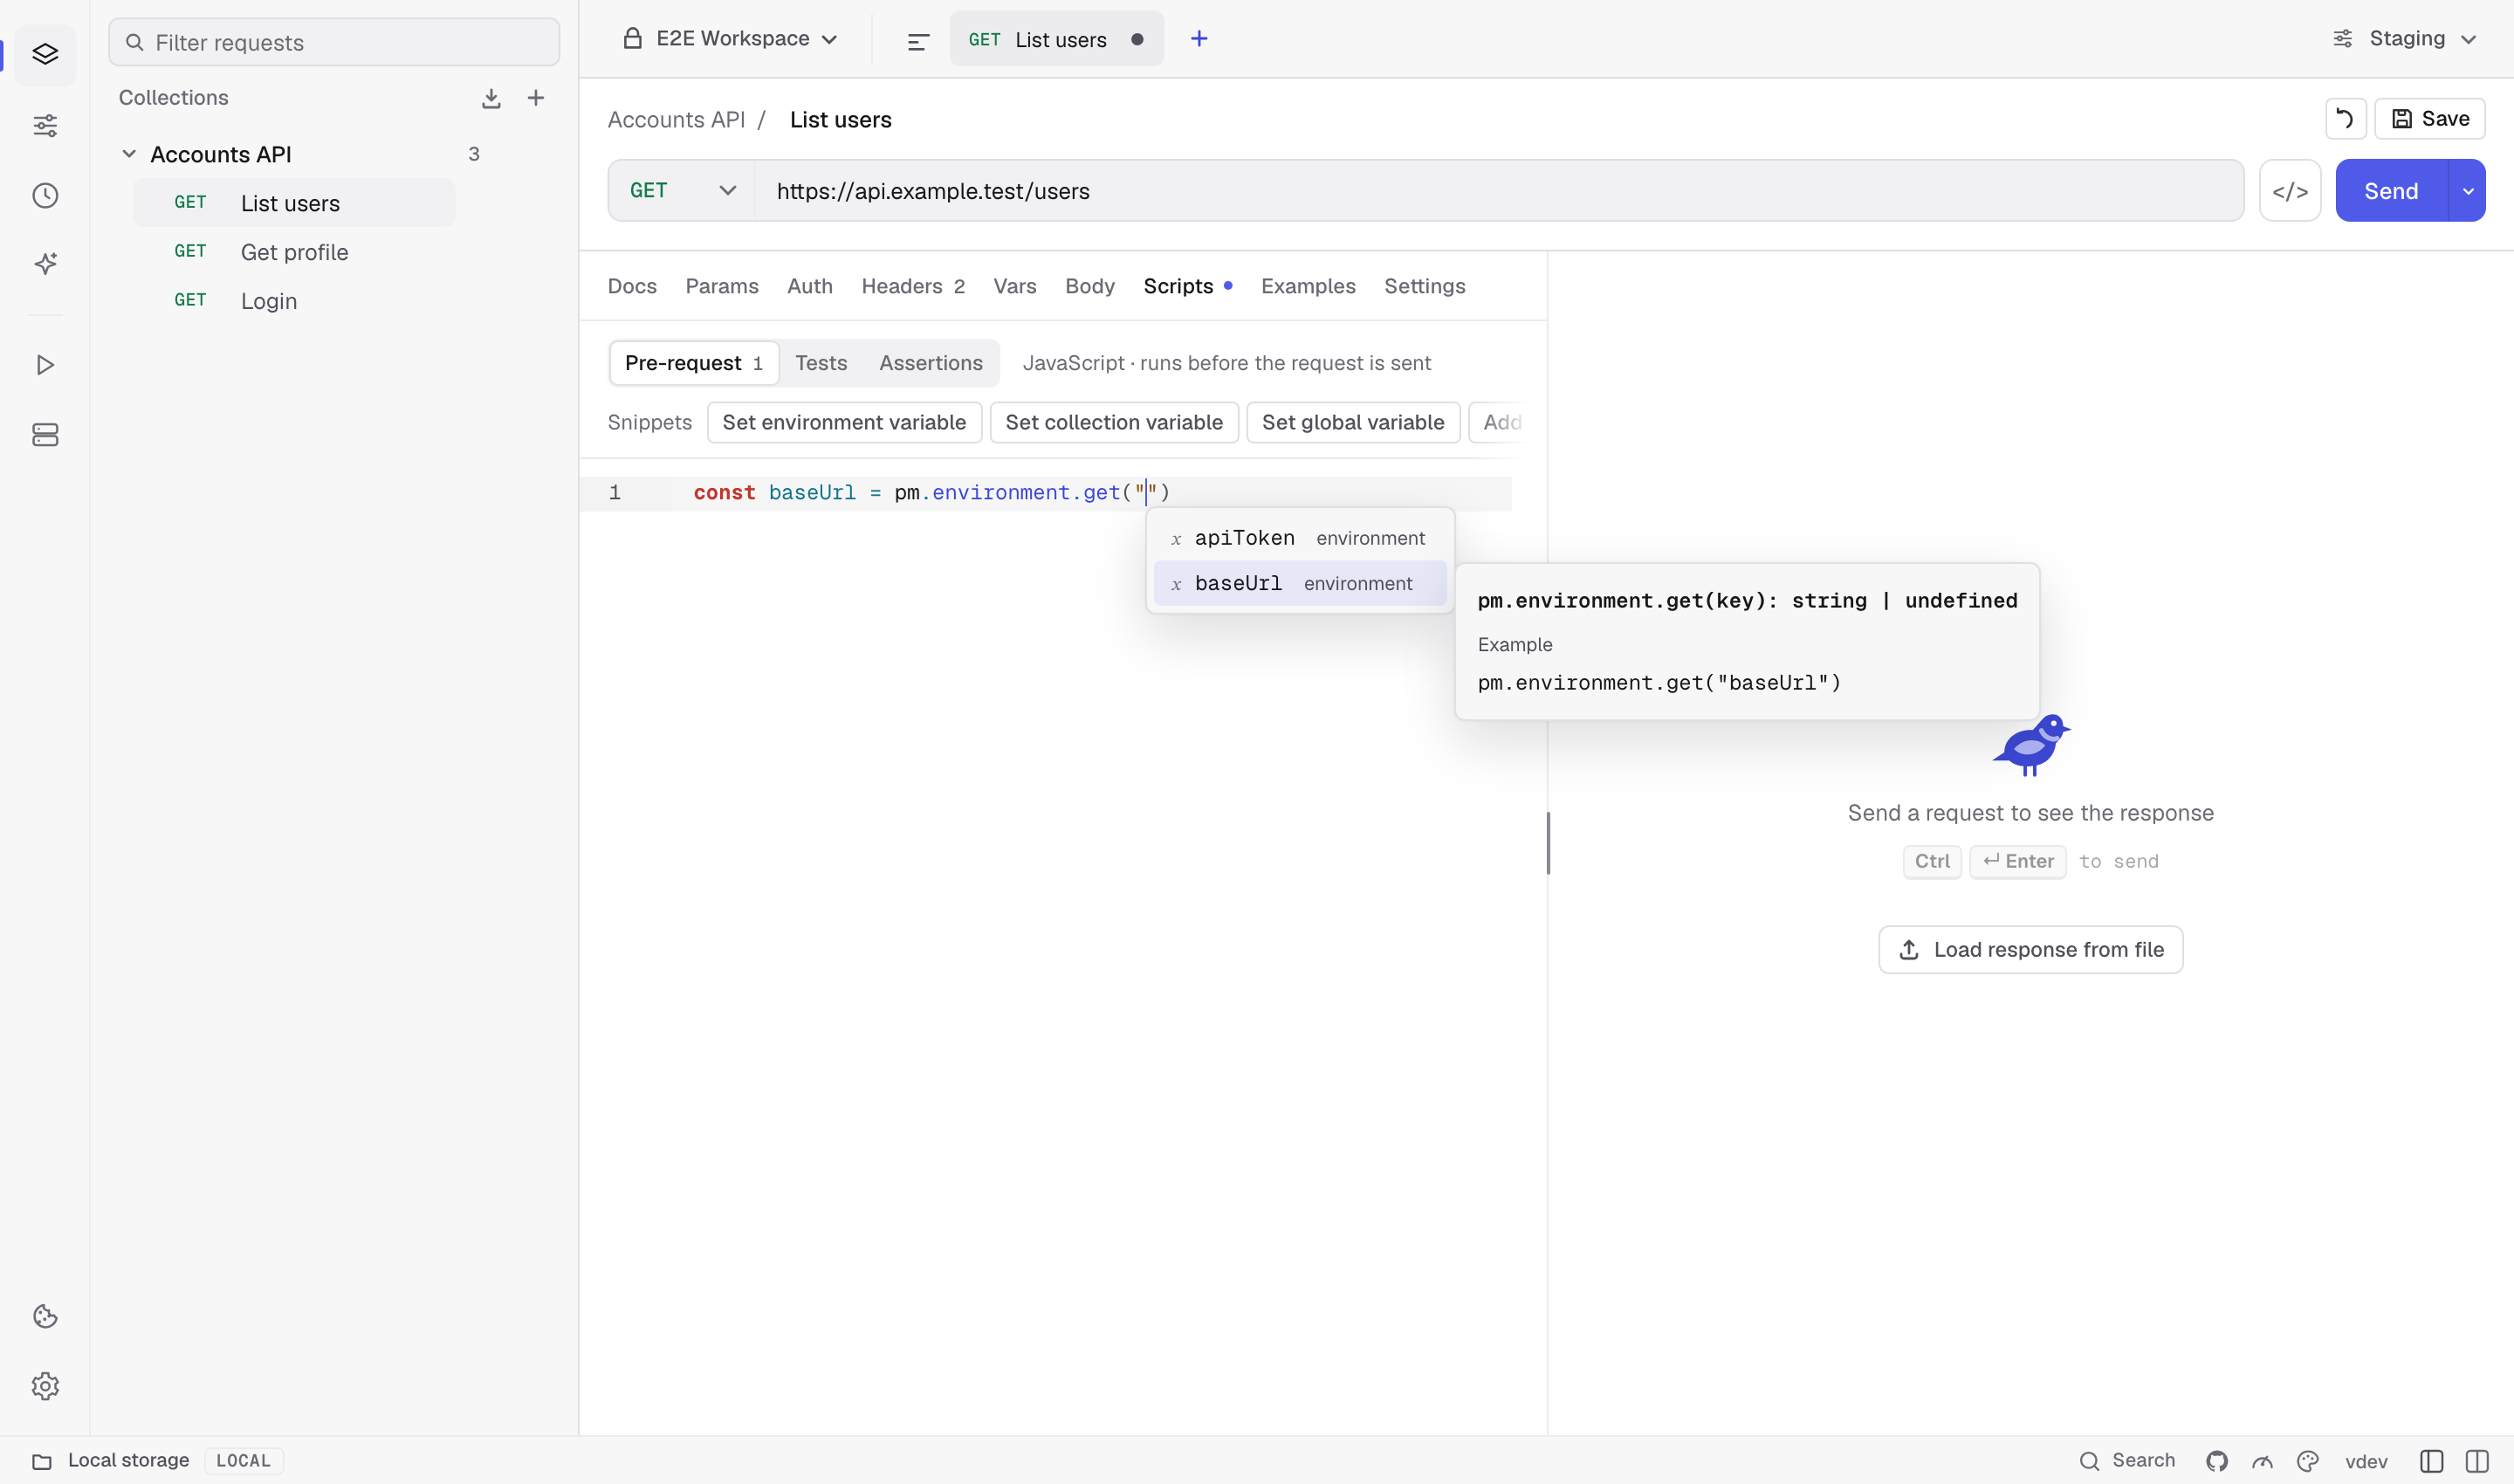 Filter requests
Collections
Accounts API 3
GET List users
GET Get profile
GET Login
E2E Workspace
GET List users
Staging
Accounts API / List users
Save
GET https://api.example.test/users
</> Send
Docs Params Auth Headers 2 Vars Body Scripts Examples Settings
Pre-request 1 Tests Assertions JavaScript · runs before the request is sent
Snippets Set environment variable Set collection variable Set global variable Add
1 const baseUrl = pm.environment.get("")
x apiToken environment
x baseUrl environment
pm.environment.get(key): string | undefined
Example
pm.environment.get("baseUrl")
Send a request to see the response
Ctrl Enter to send
Load response from file
Local storage LOCAL
Search
vdev